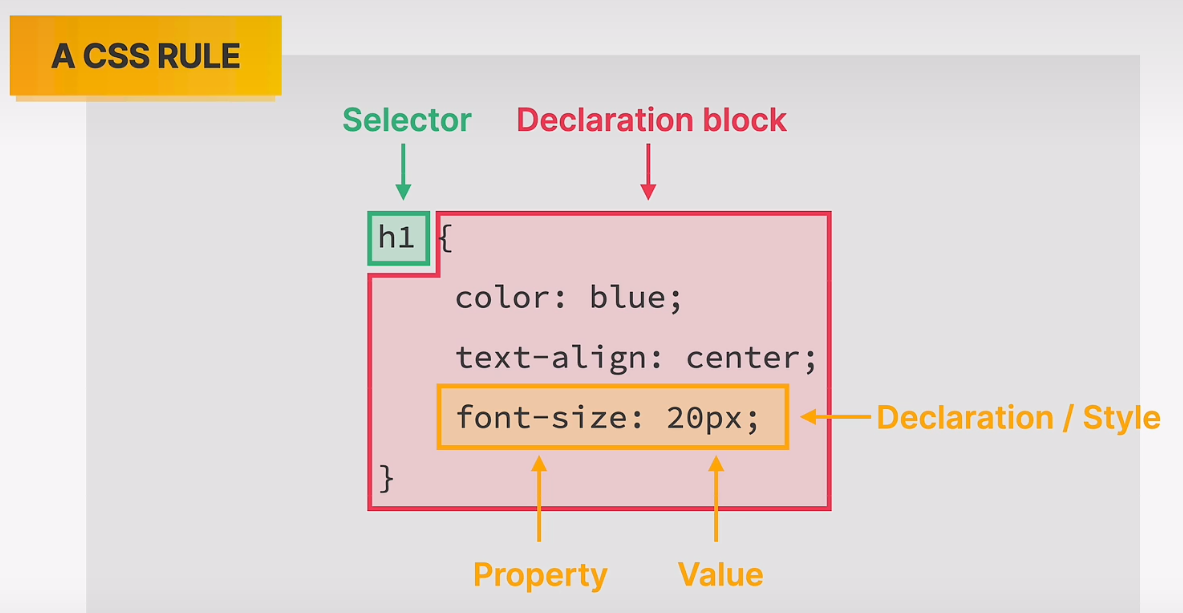 A CSS RULE
Selector
Declaration block
h1 {
color: blue;
text-align: center;
font-size: 20px;
Declaration / Style
}
Property
Value